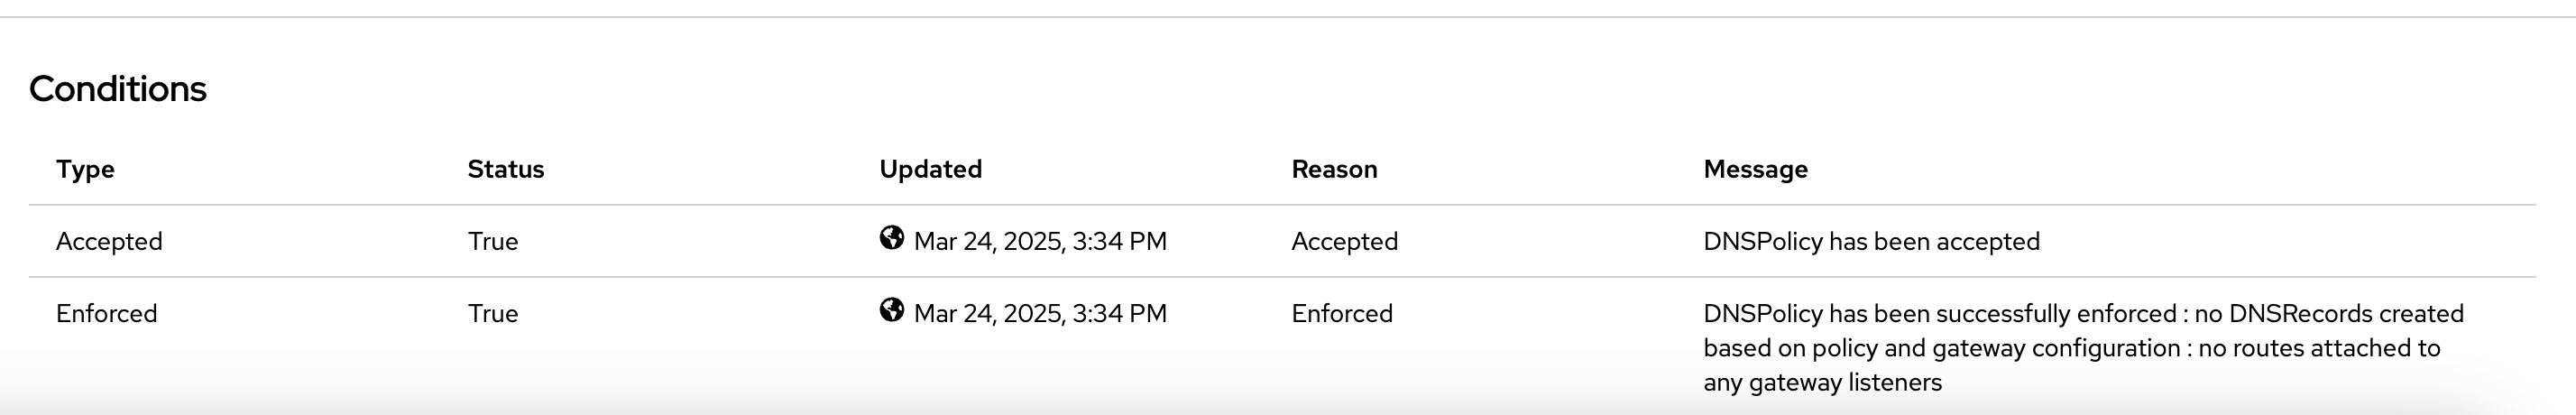 Conditions
Type Status Updated Reason Message
Accepted True Mar 24, 2025, 3:34 PM Accepted DNSPolicy has been accepted
Enforced True Mar 24, 2025, 3:34 PM Enforced DNSPolicy has been successfully enforced : no DNSRecords created
based on policy and gateway configuration : no routes attached to
any gateway listeners